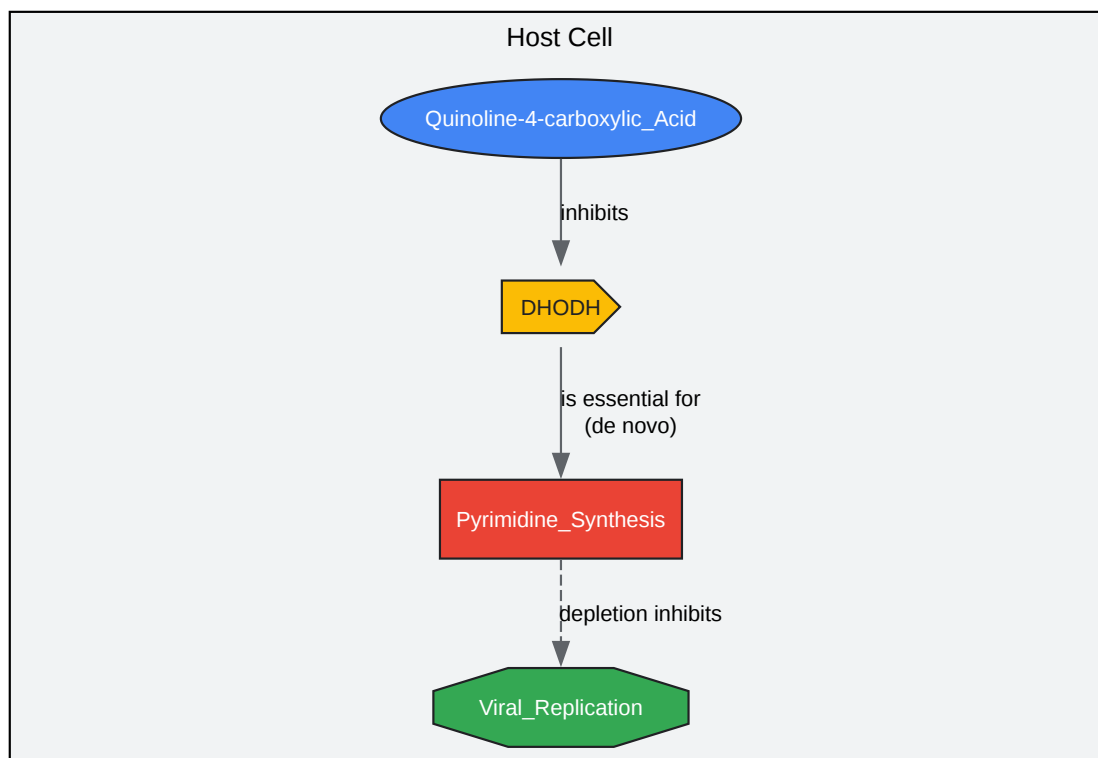 Host Cell
Quinoline-4-carboxylic_Acid
inhibits
DHODH
is essential for
(de novo)
Pyrimidine_Synthesis
depletion inhibits
Viral_Replication